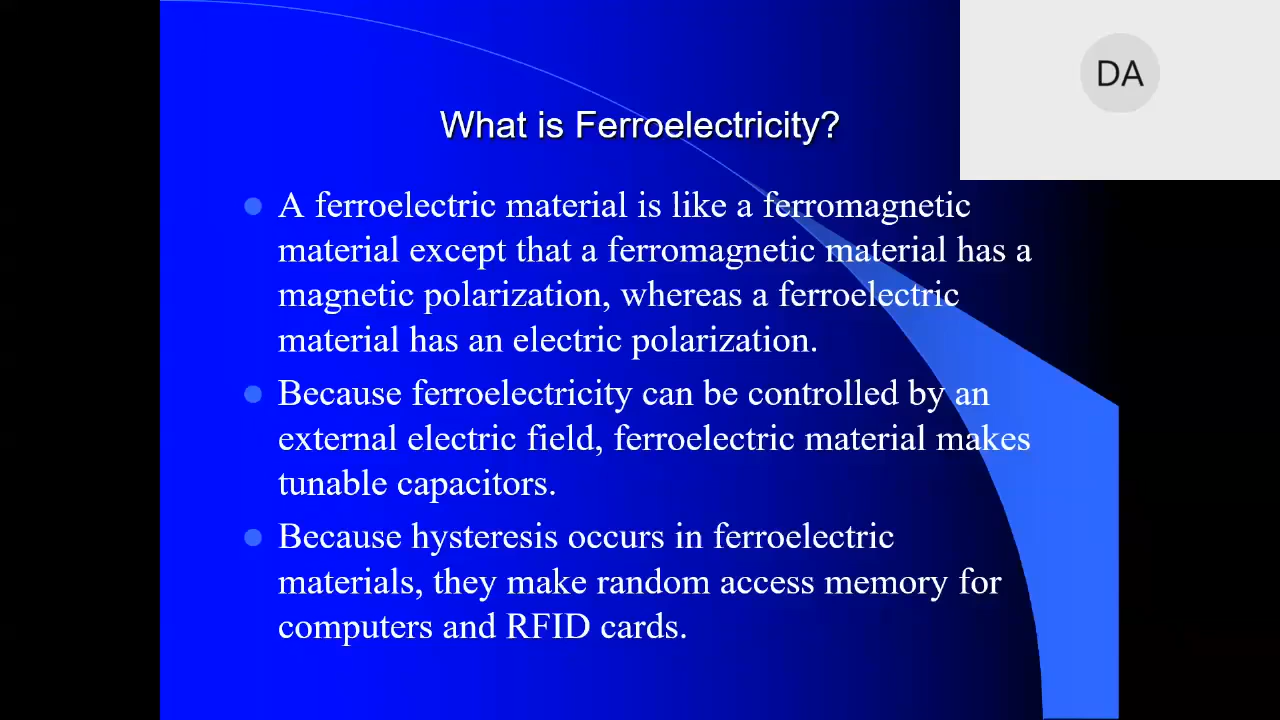 DA
What is Ferroelectricity?
A ferroelectric material is like a ferromagnetic
material except that a ferromagnetic material has a
magnetic polarization, whereas a ferroelectric
material has an electric polarization.
Because ferroelectricity can be controlled by an
external electric field, ferroelectric material makes
tunable capacitors.
Because hysteresis occurs in ferroelectric
materials, they make random access memory for
computers and RFID cards.